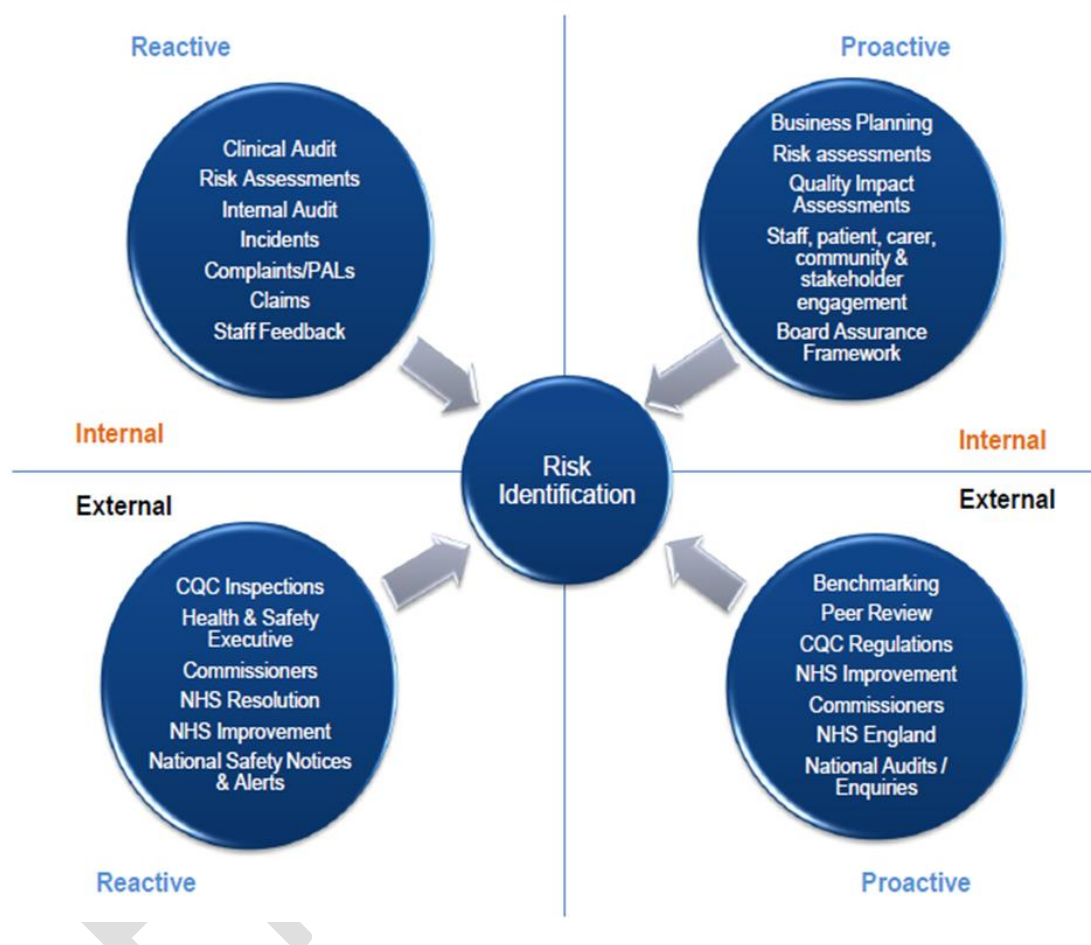 Reactive
Proactive
Clinical Audit
Risk Assessments
Internal Audit
Incidents
Complaints/PALs
Claims
Staff Feedback
Business Planning
Risk assessments
Quality Impact
Assessments
Staff, patient, carer,
community &
stakeholder
engagement
Board Assurance
Framework
Internal
Internal
Risk
Identification
External
External
CQC Inspections
Health & Safety
Executive
Commissioners
NHS Resolution
NHS Improvement
National Safety Notices
& Alerts
Benchmarking
Peer Review
CQC Regulations
NHS Improvement
Commissioners
NHS England
National Audits /
Enquiries
Reactive
Proactive